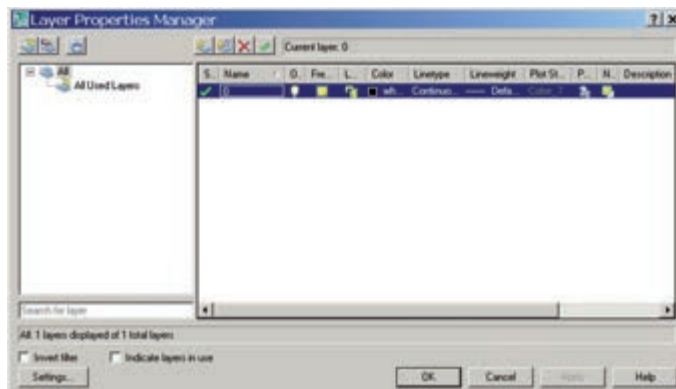 Layer Properties Manager
Current layer: 0
All
All Used Layers
S.. Name O.. Fre... L... Color Linetype Lineweight Plot St... P... N.. Description
0 wh... Continuo... Defa... Color_7
Search for layer
All: 1 layers displayed of 1 total layers
Invert filter Indicate layers in use
Settings... OK Cancel Apply Help